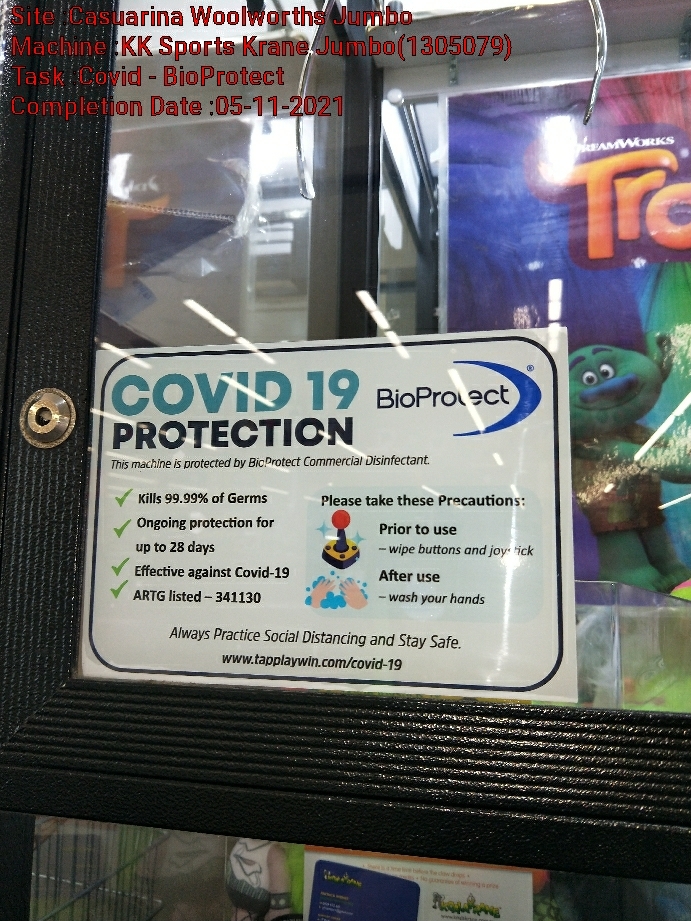 Site :Casuarina Woolworths Jumbo
Machine :KK Sports Krane Jumbo(1305079)
Task :Covid - BioProtect
Completion Date :05-11-2021
DREAMWORKS
Tro
COVID 19
PROTECTION
BioProtect®
This machine is protected by BioProtect Commercial Disinfectant.
Kills 99.99% of Germs
Ongoing protection for
up to 28 days
Effective against Covid-19
ARTG listed – 341130
Please take these Precautions:
Prior to use
– wipe buttons and joystick
After use
– wash your hands
Always Practice Social Distancing and Stay Safe.
www.tapplaywin.com/covid-19